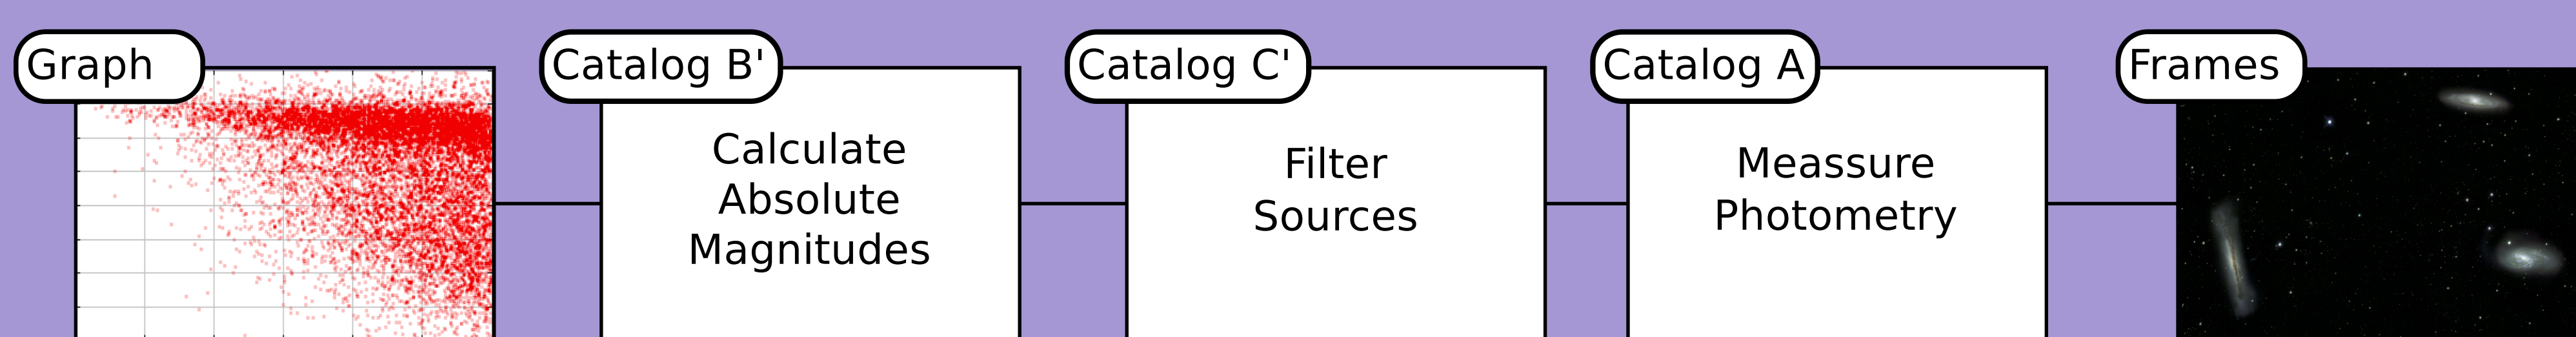 Graph
Catalog B'
Catalog C'
Catalog A
Frames
Calculate
Absolute
Magnitudes
Filter
Sources
Meassure
Photometry